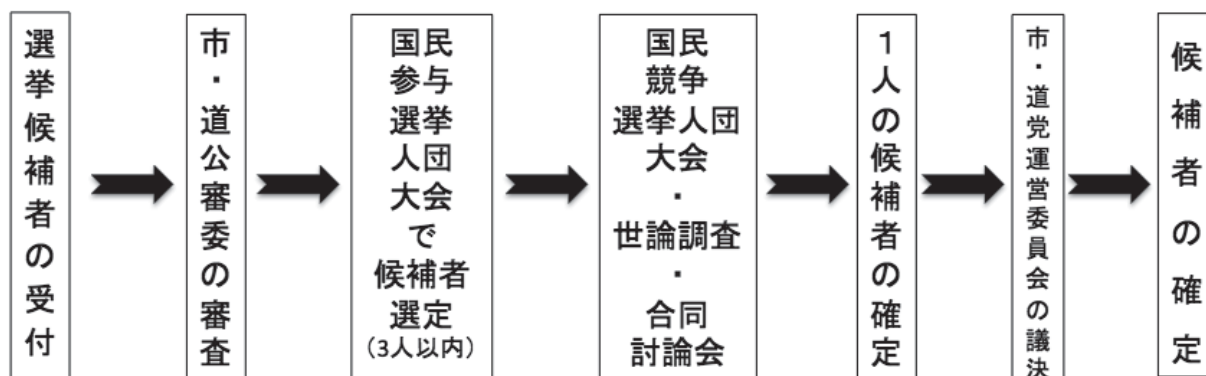 選挙候補者の受付
市・道公審委の審査
国民
参与
選挙
人団
大会
で
候補者
選定
（3人以内）
国民
競争
選挙人団
大会
・
世論調査
・
合同
討論会
1人の候補者の確定
市・道党運営委員会の議決
候補者の確定